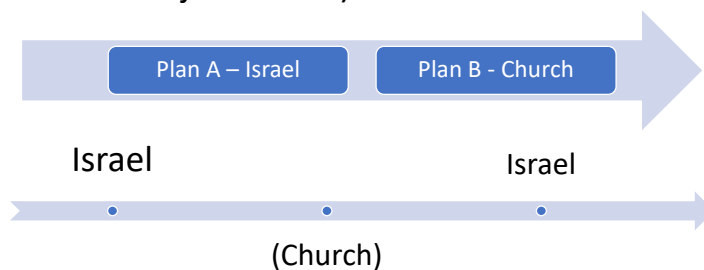 Plan A – Israel
Plan B - Church
Israel
Israel
(Church)